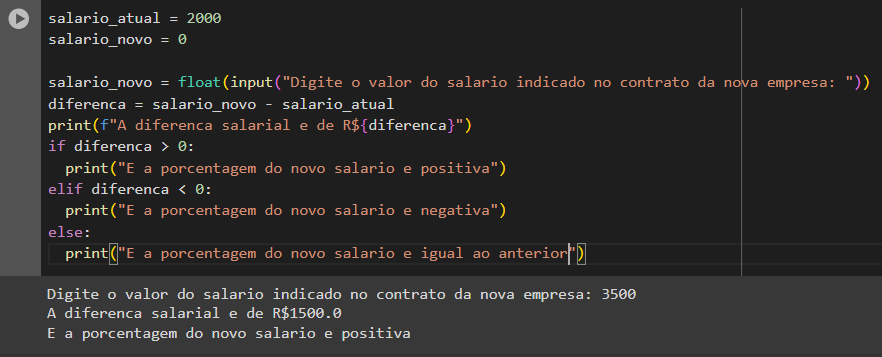 salario_atual = 2000
salario_novo = 0
salario_novo = float(input("Digite o valor do salario indicado no contrato da nova empresa: "))
diferenca = salario_novo - salario_atual
print(f"A diferenca salarial e de R${diferenca}")
if diferenca > 0:
  print("E a porcentagem do novo salario e positiva")
elif diferenca < 0:
  print("E a porcentagem do novo salario e negativa")
else:
  print("E a porcentagem do novo salario e igual ao anterior")
Digite o valor do salario indicado no contrato da nova empresa: 3500
A diferenca salarial e de R$1500.0
E a porcentagem do novo salario e positiva